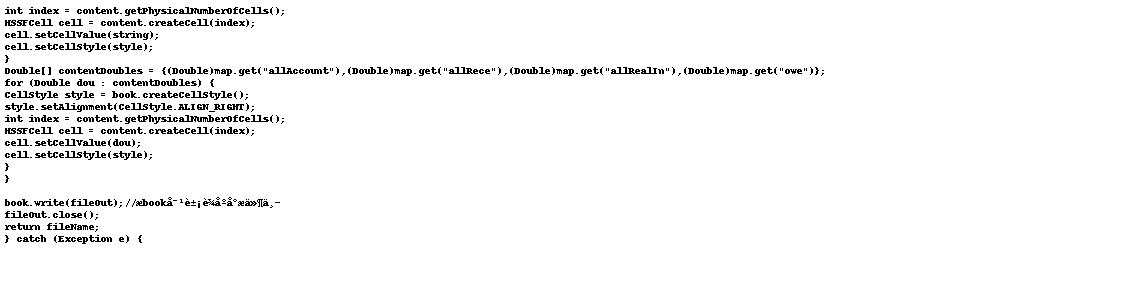 int index = content.getPhysicalNumberOfCells();
HSSFCell cell = content.createCell(index);
cell.setCellValue(string);
cell.setCellStyle(style);
}
Double[] contentDoubles = {(Double)map.get("allAccount"),(Double)map.get("allRece"),(Double)map.get("allRealIn"),(Double)map.get("owe")};
for (Double dou : contentDoubles) {
CellStyle style = book.createCellStyle();
style.setAlignment(CellStyle.ALIGN_RIGHT);
int index = content.getPhysicalNumberOfCells();
HSSFCell cell = content.createCell(index);
cell.setCellValue(dou);
cell.setCellStyle(style);
}
}
book.write(fileOut);//æbookå¯¹è±¡è¾åºå°æä»¶ä¸­
fileOut.close();
return fileName;
} catch (Exception e) {